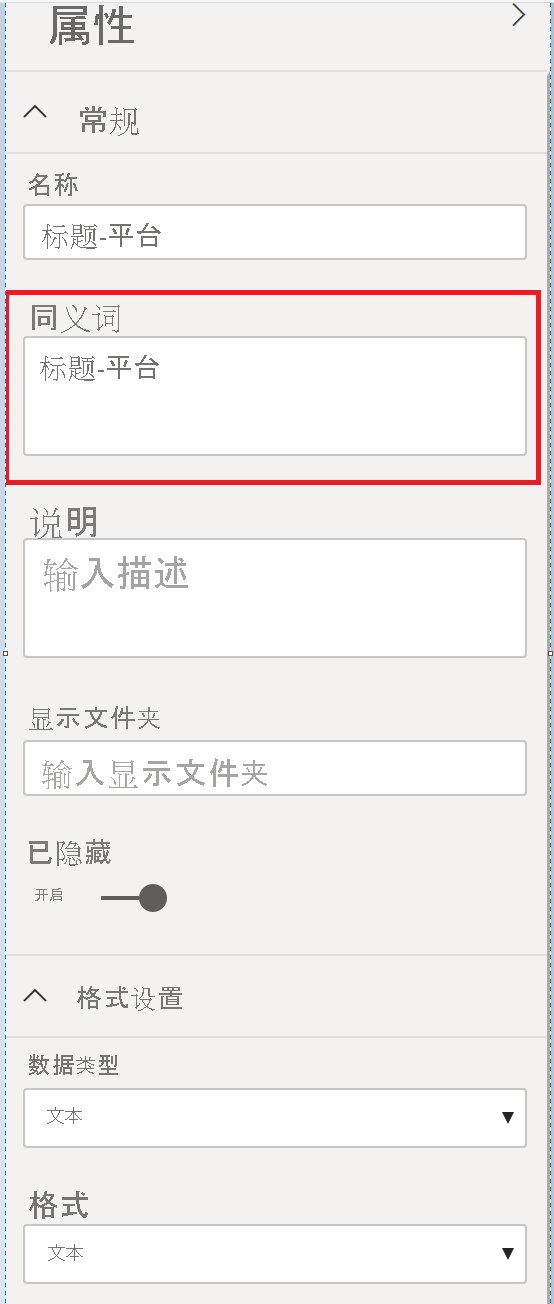 属性
常规
名称
标题-平台
同义词
标题-平台
说明
输入描述
显示文件夹
输入显示文件夹
已隐藏
开启
格式设置
数据类型
文本
格式
文本